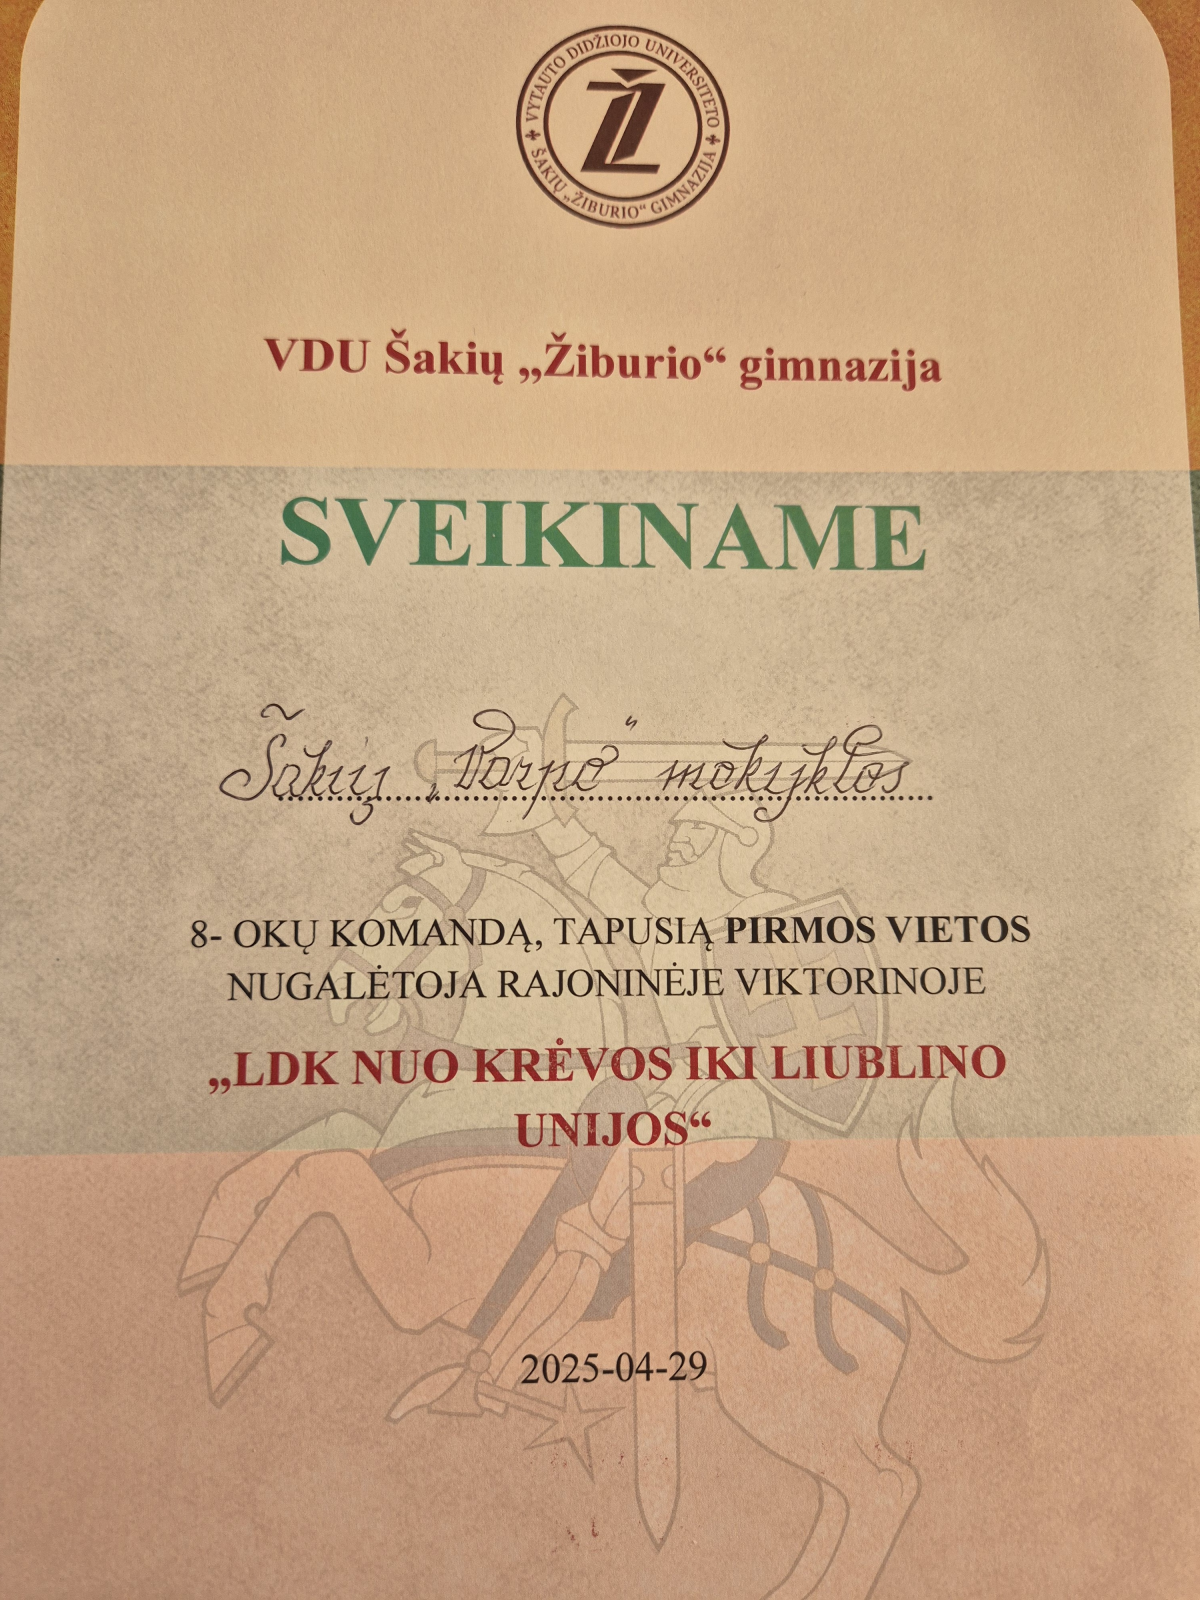 VYTAUTO DIDŽIOJO UNIVERSITETO
ŠAKIŲ „ŽIBURIO“ GIMNAZIJA
Ž
VDU Šakių „Žiburio“ gimnazija
SVEIKINAME
Šakių „Varpo“ mokyklos
8- OKŲ KOMANDĄ, TAPUSIĄ PIRMOS VIETOS
NUGALĖTOJA RAJONINĖJE VIKTORINOJE
„LDK NUO KRĖVOS IKI LIUBLINO
UNIJOS“
2025-04-29